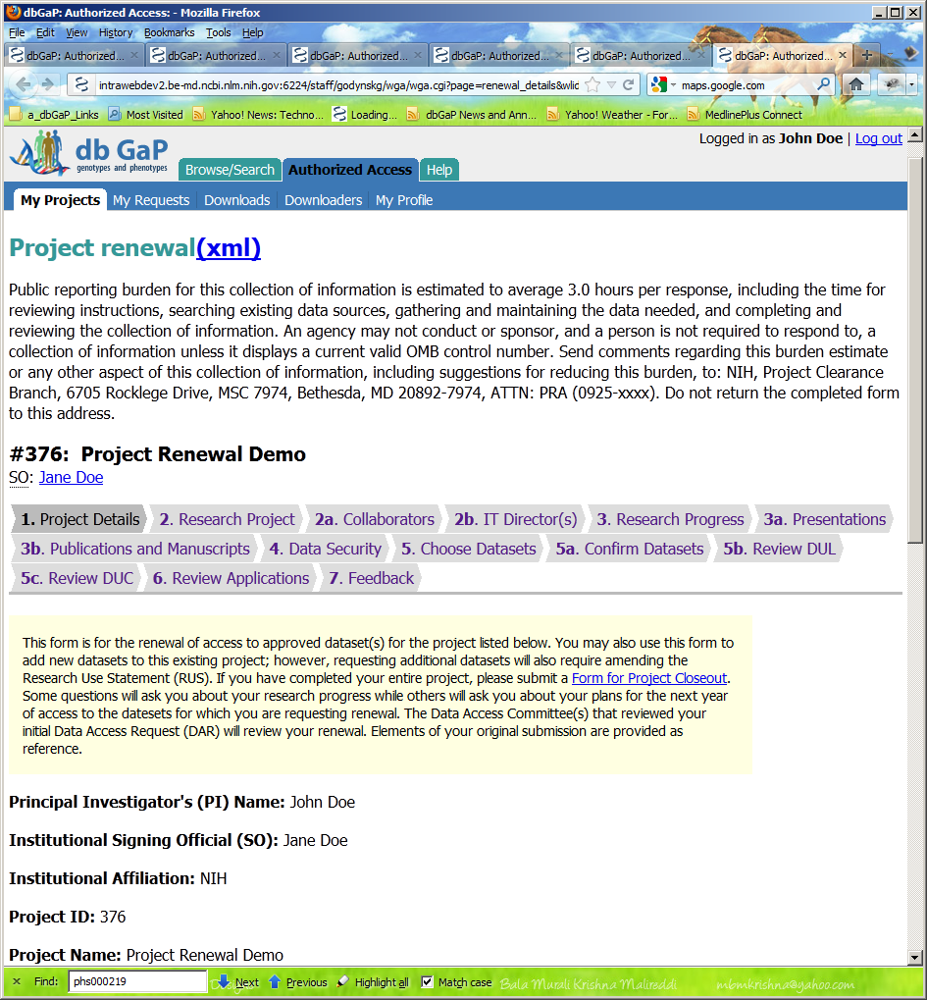 dbGaP: Authorized Access: - Mozilla Firefox
File Edit View History Bookmarks Tools Help
dbGaP: Authorized... dbGaP: Authorized... dbGaP: Authorized... dbGaP: Authorized... dbGaP: Authorized... dbGaP: Authorized...
intrawebdev2.be-md.ncbi.nlm.nih.gov:6224/staff/godynskg/wga/wga.cgi?page=renewal_details&wlic maps.google.com
a_dbGaP_Links Most Visited Yahoo! News: Techno... Loading... dbGaP News and Ann... Yahoo! Weather - For... MedlinePlus Connect
Logged in as John Doe | Log out
db GaP
genotypes and phenotypes
Browse/Search Authorized Access Help
My Projects My Requests Downloads Downloaders My Profile
Project renewal(xml)
Public reporting burden for this collection of information is estimated to average 3.0 hours per response, including the time for
reviewing instructions, searching existing data sources, gathering and maintaining the data needed, and completing and
reviewing the collection of information. An agency may not conduct or sponsor, and a person is not required to respond to, a
collection of information unless it displays a current valid OMB control number. Send comments regarding this burden estimate
or any other aspect of this collection of information, including suggestions for reducing this burden, to: NIH, Project Clearance
Branch, 6705 Rocklege Drive, MSC 7974, Bethesda, MD 20892-7974, ATTN: PRA (0925-xxxx). Do not return the completed form
to this address.
#376: Project Renewal Demo
SO: Jane Doe
1. Project Details 2. Research Project 2a. Collaborators 2b. IT Director(s) 3. Research Progress 3a. Presentations
3b. Publications and Manuscripts 4. Data Security 5. Choose Datasets 5a. Confirm Datasets 5b. Review DUL
5c. Review DUC 6. Review Applications 7. Feedback
This form is for the renewal of access to approved dataset(s) for the project listed below. You may also use this form to
add new datasets to this existing project; however, requesting additional datasets will also require amending the
Research Use Statement (RUS). If you have completed your entire project, please submit a Form for Project Closeout.
Some questions will ask you about your research progress while others will ask you about your plans for the next year
of access to the datesets for which you are requesting renewal. The Data Access Committee(s) that reviewed your
initial Data Access Request (DAR) will review your renewal. Elements of your original submission are provided as
reference.
Principal Investigator's (PI) Name: John Doe
Institutional Signing Official (SO): Jane Doe
Institutional Affiliation: NIH
Project ID: 376
Project Name: Project Renewal Demo
Find: phs000219 Next Previous Highlight all Match case Bala Murali Krishna Malireddi mbmkrishna@yahoo.com